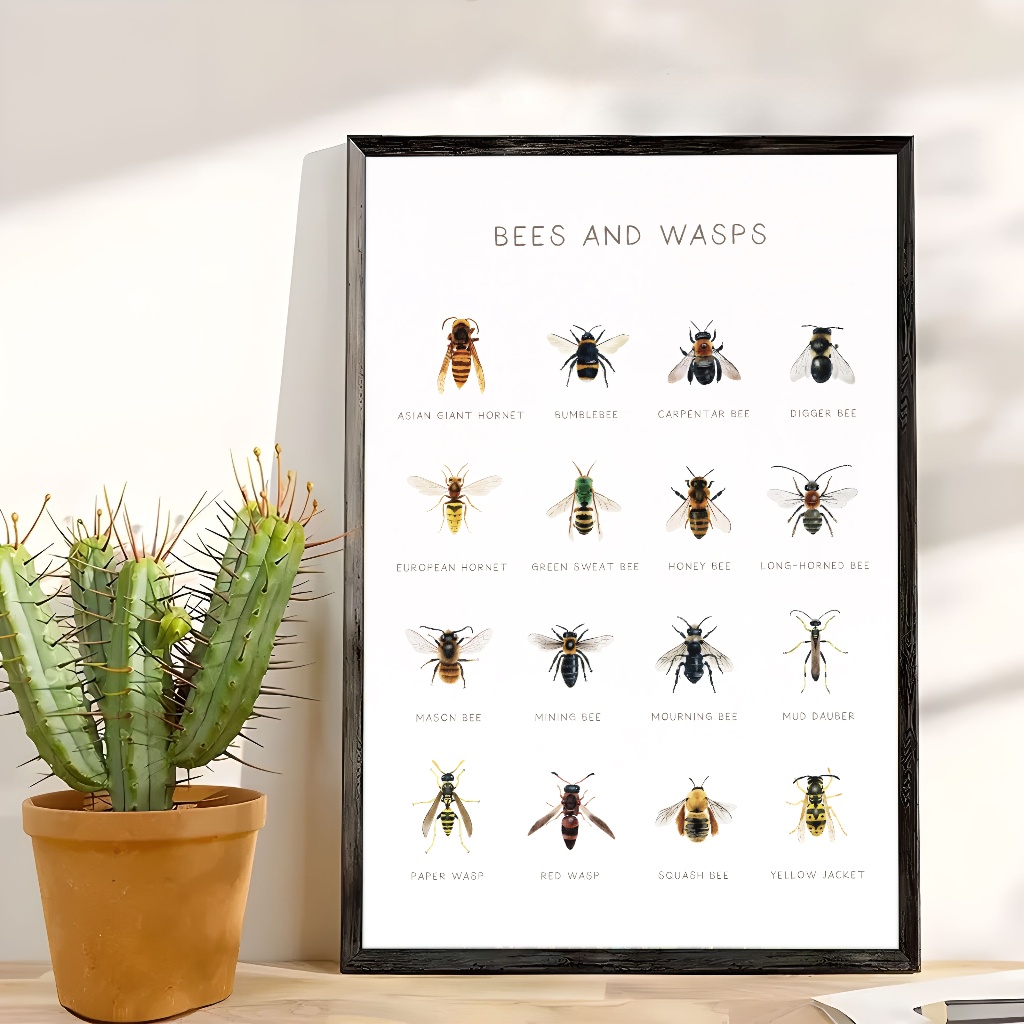 BEES AND WASPS
ASIAN GIANT HORNET BUMBLEBEE CARPENTAR BEE DIGGER BEE
EUROPEAN HORNET GREEN SWEAT BEE HONEY BEE LONG-HORNED BEE
MASON BEE MINING BEE MOURNING BEE MUD DAUBER
PAPER WASP RED WASP SQUASH BEE YELLOW JACKET